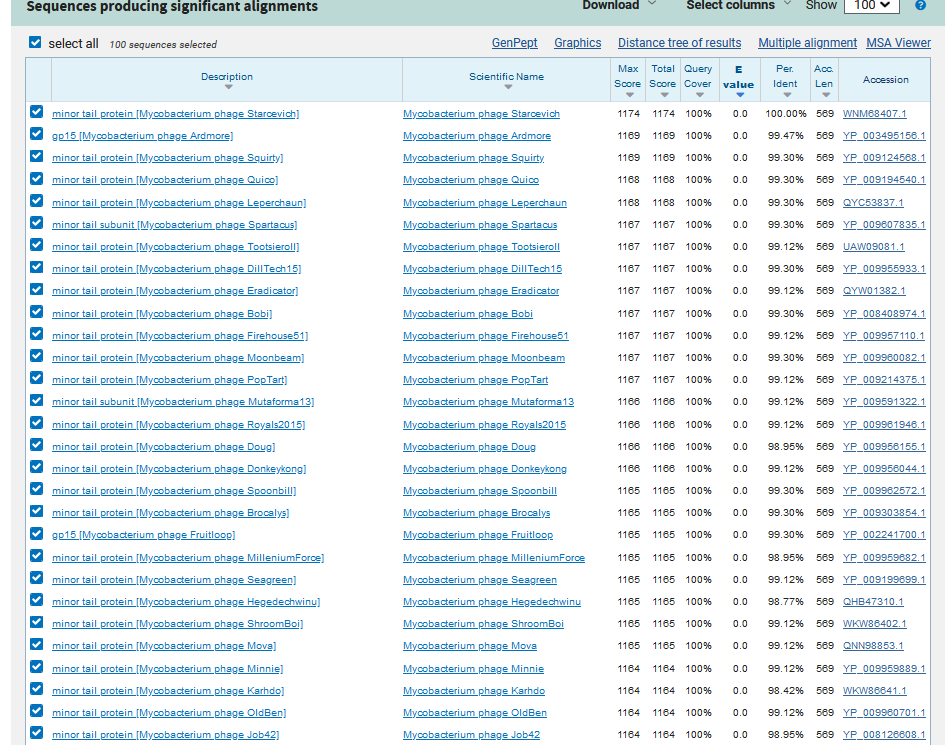 Sequences producing significant alignments Download Select columns Show 100 ?
select all 100 sequences selected GenPept Graphics Distance tree of results Multiple alignment MSA Viewer
Description Scientific Name Max Score Total Score Query Cover E value Per. Ident Acc. Len Accession
minor tail protein [Mycobacterium phage Starcevich] Mycobacterium phage Starcevich 1174 1174 100% 0.0 100.00% 569 WNM68407.1
gp15 [Mycobacterium phage Ardmore] Mycobacterium phage Ardmore 1169 1169 100% 0.0 99.47% 569 YP_003495156.1
minor tail protein [Mycobacterium phage Squirty] Mycobacterium phage Squirty 1169 1169 100% 0.0 99.30% 569 YP_009124568.1
minor tail protein [Mycobacterium phage Quico] Mycobacterium phage Quico 1168 1168 100% 0.0 99.30% 569 YP_009194540.1
minor tail protein [Mycobacterium phage Leperchaun] Mycobacterium phage Leperchaun 1168 1168 100% 0.0 99.30% 569 QYC53837.1
minor tail subunit [Mycobacterium phage Spartacus] Mycobacterium phage Spartacus 1167 1167 100% 0.0 99.30% 569 YP_009607835.1
minor tail protein [Mycobacterium phage Tootsieroll] Mycobacterium phage Tootsieroll 1167 1167 100% 0.0 99.12% 569 UAW09081.1
minor tail protein [Mycobacterium phage DillTech15] Mycobacterium phage DillTech15 1167 1167 100% 0.0 99.30% 569 YP_009955933.1
minor tail protein [Mycobacterium phage Eradicator] Mycobacterium phage Eradicator 1167 1167 100% 0.0 99.12% 569 QYW01382.1
minor tail protein [Mycobacterium phage Bobi] Mycobacterium phage Bobi 1167 1167 100% 0.0 99.30% 569 YP_008408974.1
minor tail protein [Mycobacterium phage Firehouse51] Mycobacterium phage Firehouse51 1167 1167 100% 0.0 99.12% 569 YP_009957110.1
minor tail protein [Mycobacterium phage Moonbeam] Mycobacterium phage Moonbeam 1167 1167 100% 0.0 99.30% 569 YP_009960082.1
minor tail protein [Mycobacterium phage PopTart] Mycobacterium phage PopTart 1167 1167 100% 0.0 99.12% 569 YP_009214375.1
minor tail subunit [Mycobacterium phage Mutaforma13] Mycobacterium phage Mutaforma13 1166 1166 100% 0.0 99.12% 569 YP_009591322.1
minor tail protein [Mycobacterium phage Royals2015] Mycobacterium phage Royals2015 1166 1166 100% 0.0 99.12% 569 YP_009961946.1
minor tail protein [Mycobacterium phage Doug] Mycobacterium phage Doug 1166 1166 100% 0.0 98.95% 569 YP_009956155.1
minor tail protein [Mycobacterium phage Donkeykong] Mycobacterium phage Donkeykong 1166 1166 100% 0.0 99.12% 569 YP_009956044.1
minor tail protein [Mycobacterium phage Spoonbill] Mycobacterium phage Spoonbill 1165 1165 100% 0.0 99.30% 569 YP_009962572.1
minor tail protein [Mycobacterium phage Brocalys] Mycobacterium phage Brocalys 1165 1165 100% 0.0 99.30% 569 YP_009303854.1
gp15 [Mycobacterium phage Fruitloop] Mycobacterium phage Fruitloop 1165 1165 100% 0.0 99.30% 569 YP_002241700.1
minor tail protein [Mycobacterium phage MilleniumForce] Mycobacterium phage MilleniumForce 1165 1165 100% 0.0 98.95% 569 YP_009959682.1
minor tail protein [Mycobacterium phage Seagreen] Mycobacterium phage Seagreen 1165 1165 100% 0.0 99.12% 569 YP_009199699.1
minor tail protein [Mycobacterium phage Hegedechwinu] Mycobacterium phage Hegedechwinu 1165 1165 100% 0.0 98.77% 569 QHB47310.1
minor tail protein [Mycobacterium phage ShroomBoi] Mycobacterium phage ShroomBoi 1165 1165 100% 0.0 99.12% 569 WKW86402.1
minor tail protein [Mycobacterium phage Mova] Mycobacterium phage Mova 1165 1165 100% 0.0 99.12% 569 QNN98853.1
minor tail protein [Mycobacterium phage Minnie] Mycobacterium phage Minnie 1164 1164 100% 0.0 99.12% 569 YP_009959889.1
minor tail protein [Mycobacterium phage Karhdo] Mycobacterium phage Karhdo 1164 1164 100% 0.0 98.42% 569 WKW86641.1
minor tail protein [Mycobacterium phage OldBen] Mycobacterium phage OldBen 1164 1164 100% 0.0 99.12% 569 YP_009960701.1
minor tail protein [Mycobacterium phage Job42] Mycobacterium phage Job42 1164 1164 100% 0.0 98.95% 569 YP_008126608.1